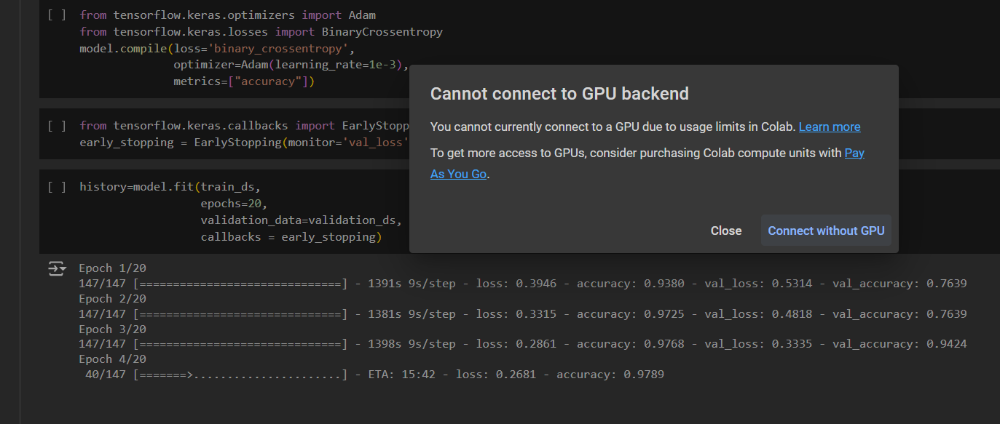 [ ] from tensorflow.keras.optimizers import Adam
from tensorflow.keras.losses import BinaryCrossentropy
model.compile(loss='binary_crossentropy',
optimizer=Adam(learning_rate=1e-3),
metrics=["accuracy"])
[ ] from tensorflow.keras.callbacks import EarlyStopp
early_stopping = EarlyStopping(monitor='val_loss'
[ ] history=model.fit(train_ds,
epochs=20,
validation_data=validation_ds,
callbacks = early_stopping)
Cannot connect to GPU backend
You cannot currently connect to a GPU due to usage limits in Colab. Learn more
To get more access to GPUs, consider purchasing Colab compute units with Pay
As You Go.
Close Connect without GPU
Epoch 1/20
147/147 [==============================] - 1391s 9s/step - loss: 0.3946 - accuracy: 0.9380 - val_loss: 0.5314 - val_accuracy: 0.7639
Epoch 2/20
147/147 [==============================] - 1381s 9s/step - loss: 0.3315 - accuracy: 0.9725 - val_loss: 0.4818 - val_accuracy: 0.7639
Epoch 3/20
147/147 [==============================] - 1398s 9s/step - loss: 0.2861 - accuracy: 0.9768 - val_loss: 0.3335 - val_accuracy: 0.9424
Epoch 4/20
40/147 [=======>......................] - ETA: 15:42 - loss: 0.2681 - accuracy: 0.9789